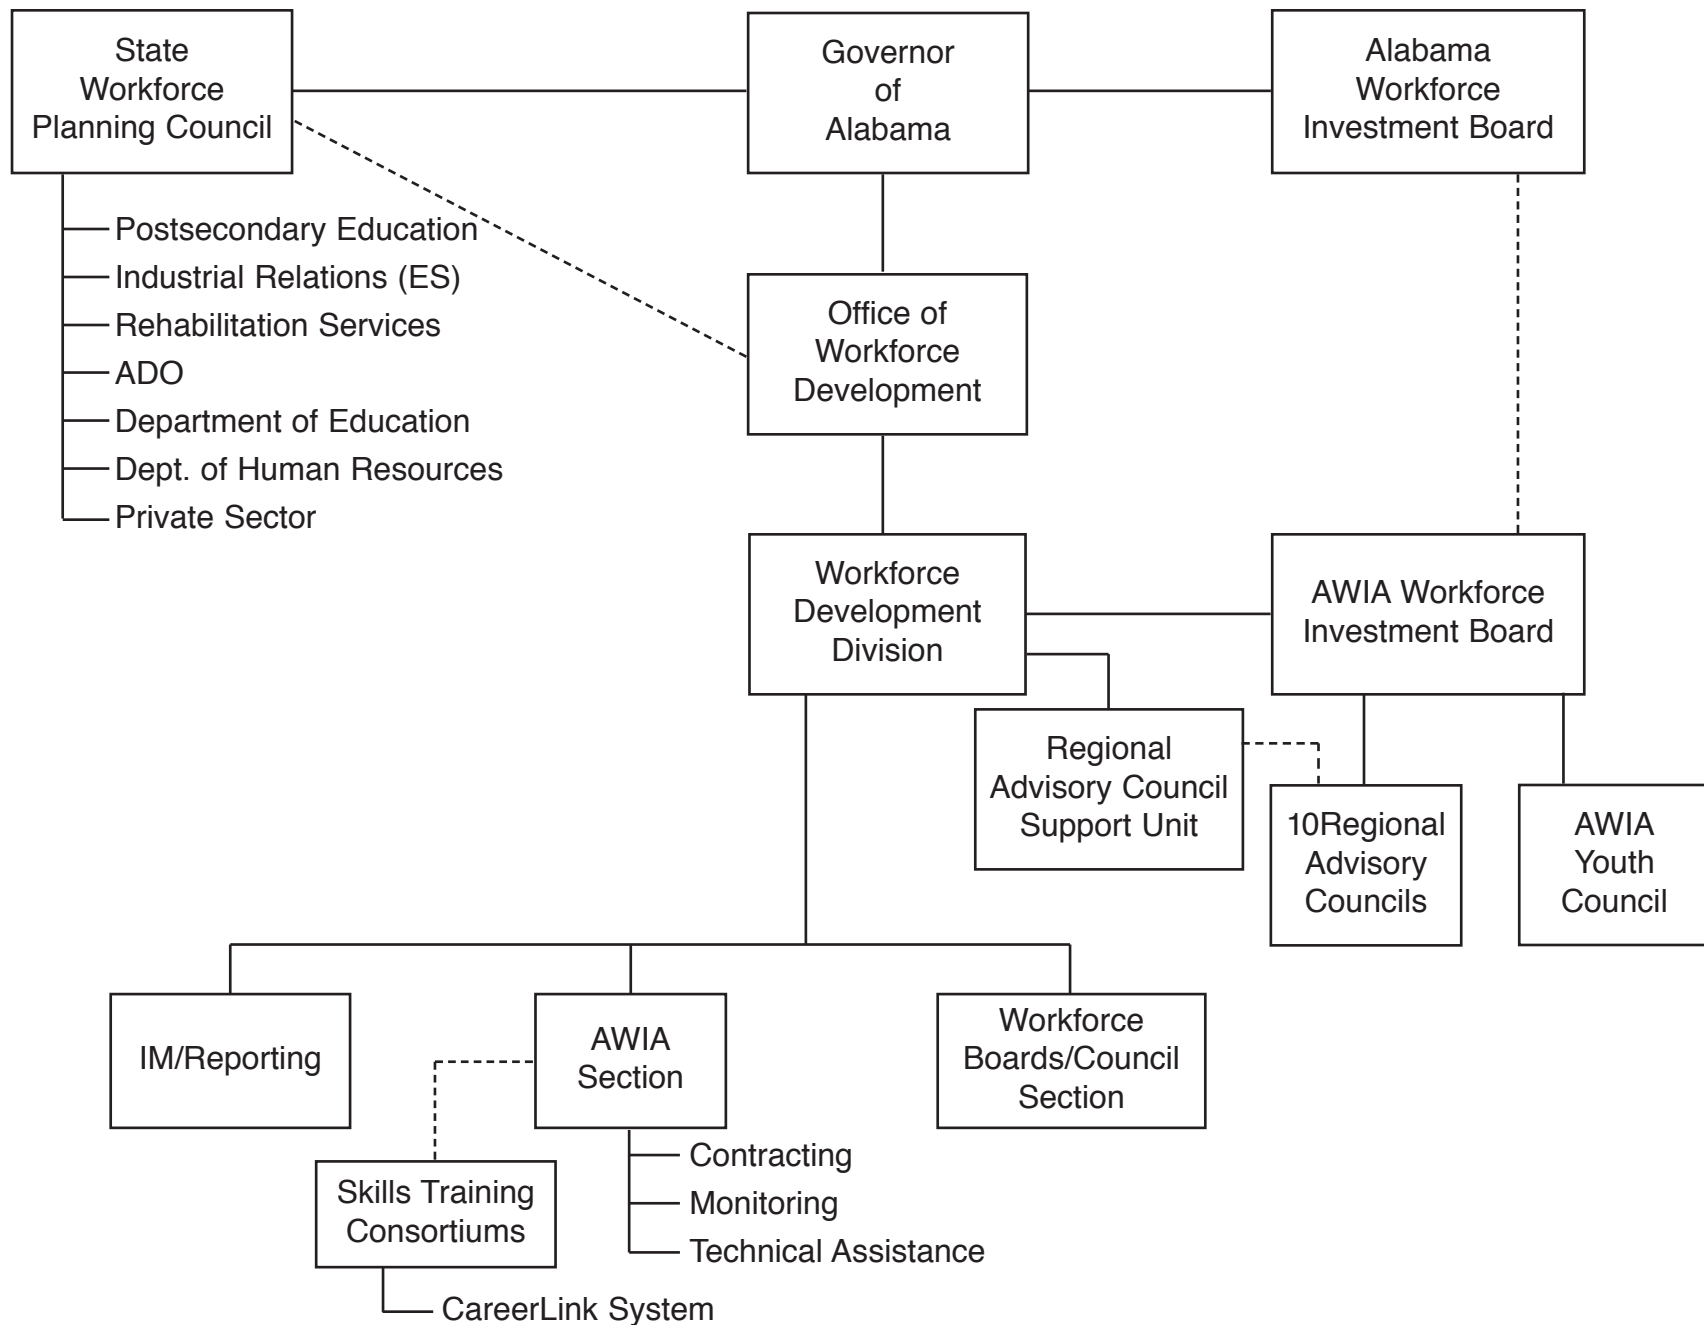 State
Workforce
Planning Council
Governor
of
Alabama
Alabama
Workforce
Investment Board
Postsecondary Education
Industrial Relations (ES)
Rehabilitation Services
ADO
Department of Education
Dept. of Human Resources
Private Sector
Office of
Workforce
Development
Workforce
Development
Division
AWIA Workforce
Investment Board
Regional
Advisory Council
Support Unit
10Regional
Advisory
Councils
AWIA
Youth
Council
IM/Reporting
AWIA
Section
Workforce
Boards/Council
Section
Skills Training
Consortiums
Contracting
Monitoring
Technical Assistance
CareerLink System